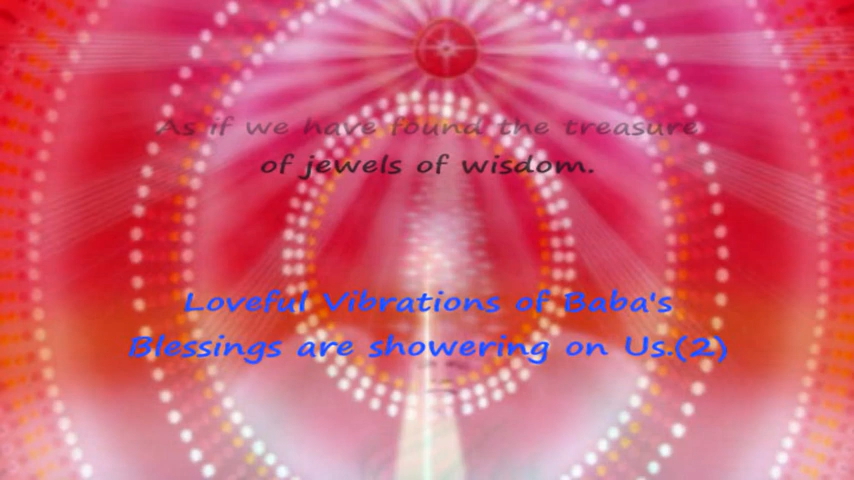 As if we have found the treasure
of jewels of wisdom.
Loveful Vibrations of Baba's
Blessings are showering on Us.(2)